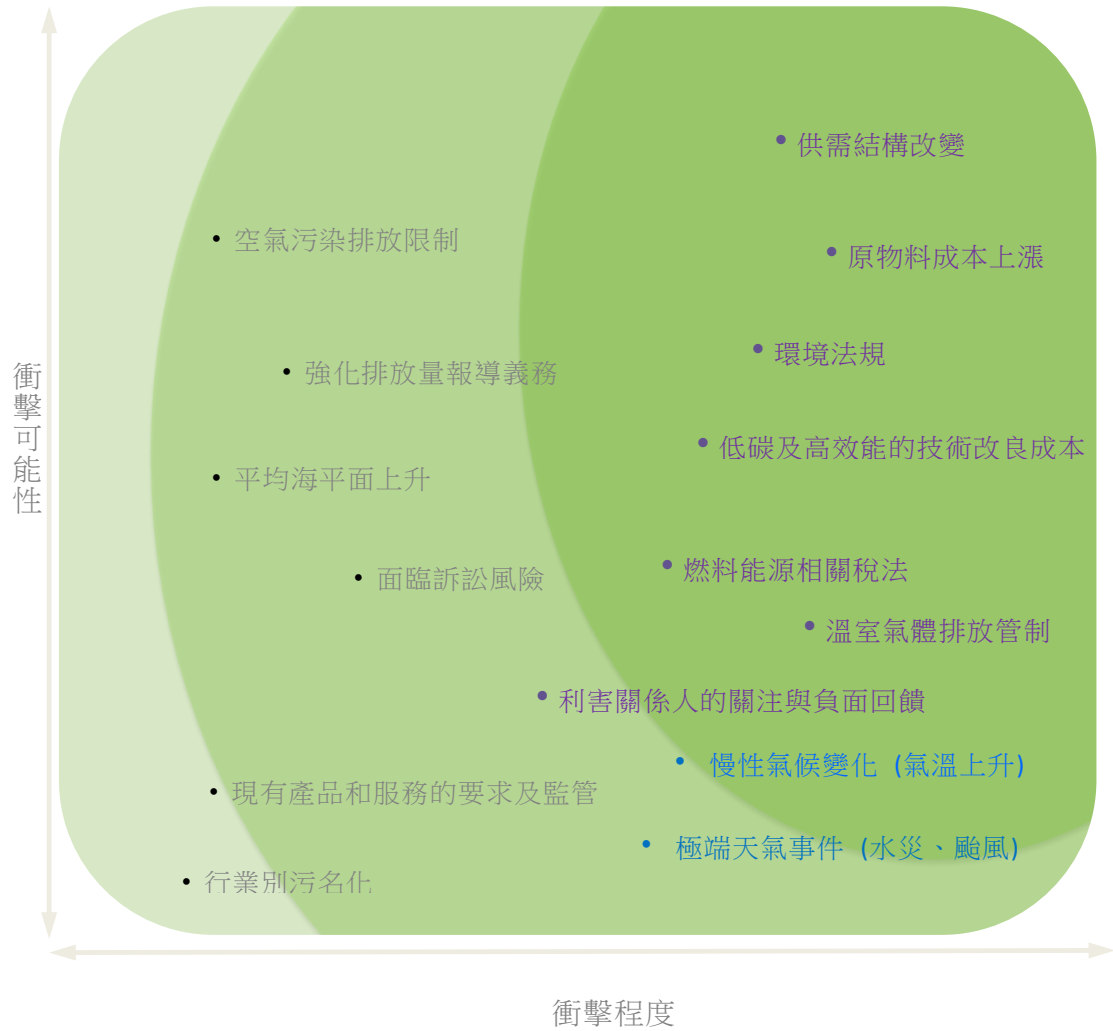 供需結構改變
空氣污染排放限制
原物料成本上漲
環境法規
強化排放量報導義務
衝擊可能性
低碳及高效能的技術改良成本
平均海平面上升
燃料能源相關稅法
面臨訴訟風險
溫室氣體排放管制
利害關係人的關注與負面回饋
慢性氣候變化 (氣溫上升)
現有產品和服務的要求及監管
極端天氣事件 (水災、颱風)
行業別污名化
衝擊程度